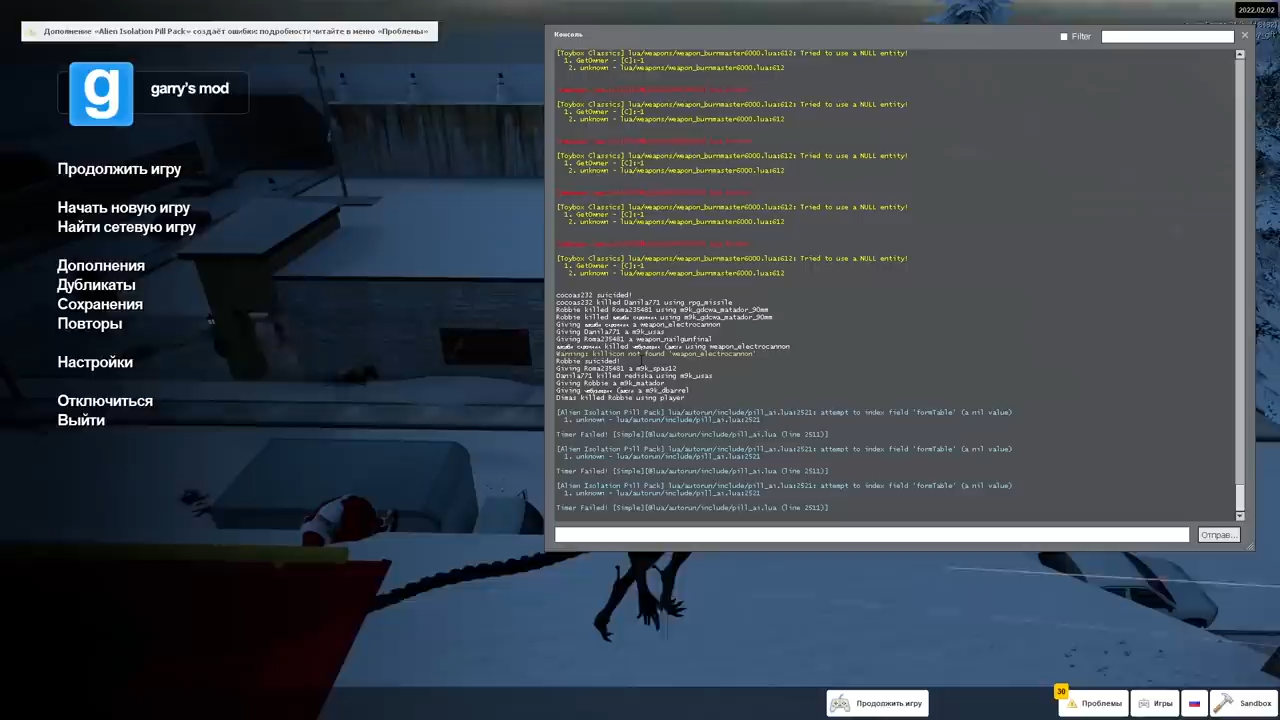 2022.02.02
Дополнение «Alien Isolation Pill Pack» создаёт ошибки: подробности читайте в меню «Проблемы»
garry's mod
Продолжить игру
Начать новую игру
Найти сетевую игру
Дополнения
Дубликаты
Сохранения
Повторы
Настройки
Отключиться
Выйти
Консоль
Filter
[Toybox Classics] lua/weapons/weapon_burnmaster6000.lua:612: Tried to use a NULL entity!
1. GetOwner - [C]:-1
2. unknown - lua/weapons/weapon_burnmaster6000.lua:612
[Toybox Classics] lua/weapons/weapon_burnmaster6000.lua:612: Tried to use a NULL entity!
1. GetOwner - [C]:-1
2. unknown - lua/weapons/weapon_burnmaster6000.lua:612
[Toybox Classics] lua/weapons/weapon_burnmaster6000.lua:612: Tried to use a NULL entity!
1. GetOwner - [C]:-1
2. unknown - lua/weapons/weapon_burnmaster6000.lua:612
[Toybox Classics] lua/weapons/weapon_burnmaster6000.lua:612: Tried to use a NULL entity!
1. GetOwner - [C]:-1
2. unknown - lua/weapons/weapon_burnmaster6000.lua:612
[Toybox Classics] lua/weapons/weapon_burnmaster6000.lua:612: Tried to use a NULL entity!
1. GetOwner - [C]:-1
2. unknown - lua/weapons/weapon_burnmaster6000.lua:612
cocoas232 suicided!
cocoas232 killed Danila771 using rpg_missile
Robbie killed Roma235481 using m9k_gdcwa_matador_90mm
Robbie killed using m9k_gdcwa_matador_90mm
Giving a weapon_electrocannon
Giving Danila771 a m9k_usas
Giving Roma235481 a weapon_nailgunfinal
killed using weapon_electrocannon
Warning: killicon not found 'weapon_electrocannon'
Robbie suicided!
Giving Roma235481 a m9k_spas12
Danila771 killed rediska using m9k_usas
Giving Robbie a m9k_matador
Giving a m9k_dbarrel
Dimas killed Robbie using player
[Alien Isolation Pill Pack] lua/autorun/include/pill_ai.lua:2521: attempt to index field 'formTable' (a nil value)
1. unknown - lua/autorun/include/pill_ai.lua:2521
Timer Failed! [Simple][@lua/autorun/include/pill_ai.lua (line 2511)]
[Alien Isolation Pill Pack] lua/autorun/include/pill_ai.lua:2521: attempt to index field 'formTable' (a nil value)
1. unknown - lua/autorun/include/pill_ai.lua:2521
Timer Failed! [Simple][@lua/autorun/include/pill_ai.lua (line 2511)]
[Alien Isolation Pill Pack] lua/autorun/include/pill_ai.lua:2521: attempt to index field 'formTable' (a nil value)
1. unknown - lua/autorun/include/pill_ai.lua:2521
Timer Failed! [Simple][@lua/autorun/include/pill_ai.lua (line 2511)]
Отправ...
Продолжить игру
30
Проблемы
Игры
Sandbox